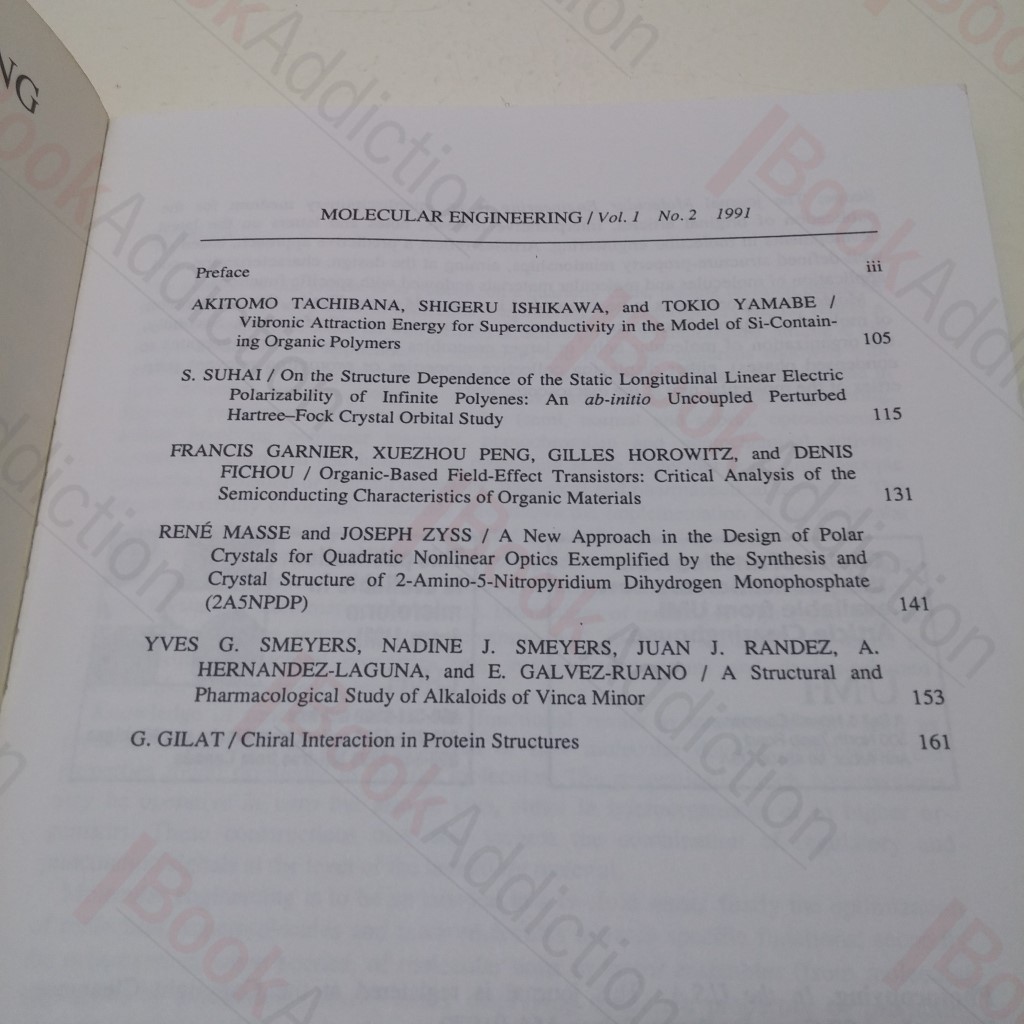 NG
MOLECULAR ENGINEERING / Vol. 1 No. 2 1991
Preface iii
AKITOMO TACHIBANA, SHIGERU ISHIKAWA, and TOKIO YAMABE /
Vibronic Attraction Energy for Superconductivity in the Model of Si-Contain-
ing Organic Polymers 105
S. SUHAI / On the Structure Dependence of the Static Longitudinal Linear Electric
Polarizability of Infinite Polyenes: An ab-initio Uncoupled Perturbed
Hartree–Fock Crystal Orbital Study 115
FRANCIS GARNIER, XUEZHOU PENG, GILLES HOROWITZ, and DENIS
FICHOU / Organic-Based Field-Effect Transistors: Critical Analysis of the
Semiconducting Characteristics of Organic Materials 131
RENÉ MASSE and JOSEPH ZYSS / A New Approach in the Design of Polar
Crystals for Quadratic Nonlinear Optics Exemplified by the Synthesis and
Crystal Structure of 2-Amino-5-Nitropyridium Dihydrogen Monophosphate
(2A5NPDP) 141
YVES G. SMEYERS, NADINE J. SMEYERS, JUAN J. RANDEZ, A.
HERNANDEZ-LAGUNA, and E. GALVEZ-RUANO / A Structural and
Pharmacological Study of Alkaloids of Vinca Minor 153
G. GILAT / Chiral Interaction in Protein Structures 161
BookAddiction